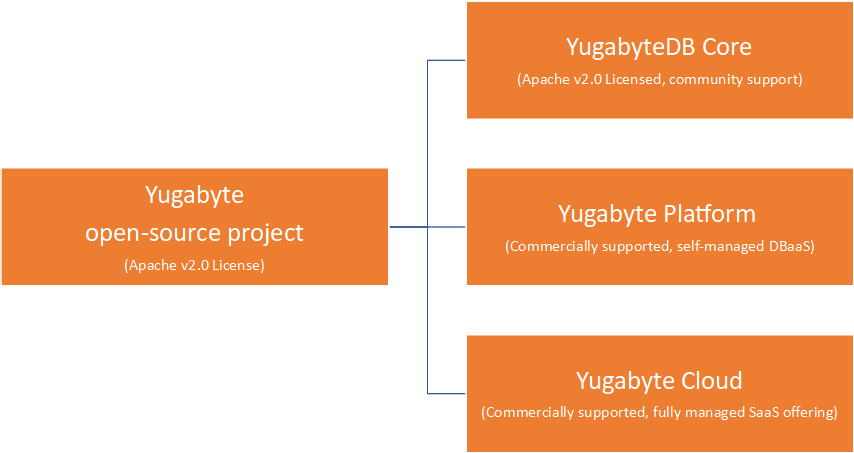 Yugabyte
open-source project
(Apache v2.0 License)
YugabyteDB Core
(Apache v2.0 Licensed, community support)
Yugabyte Platform
(Commercially supported, self-managed DBaaS)
Yugabyte Cloud
(Commercially supported, fully managed SaaS offering)